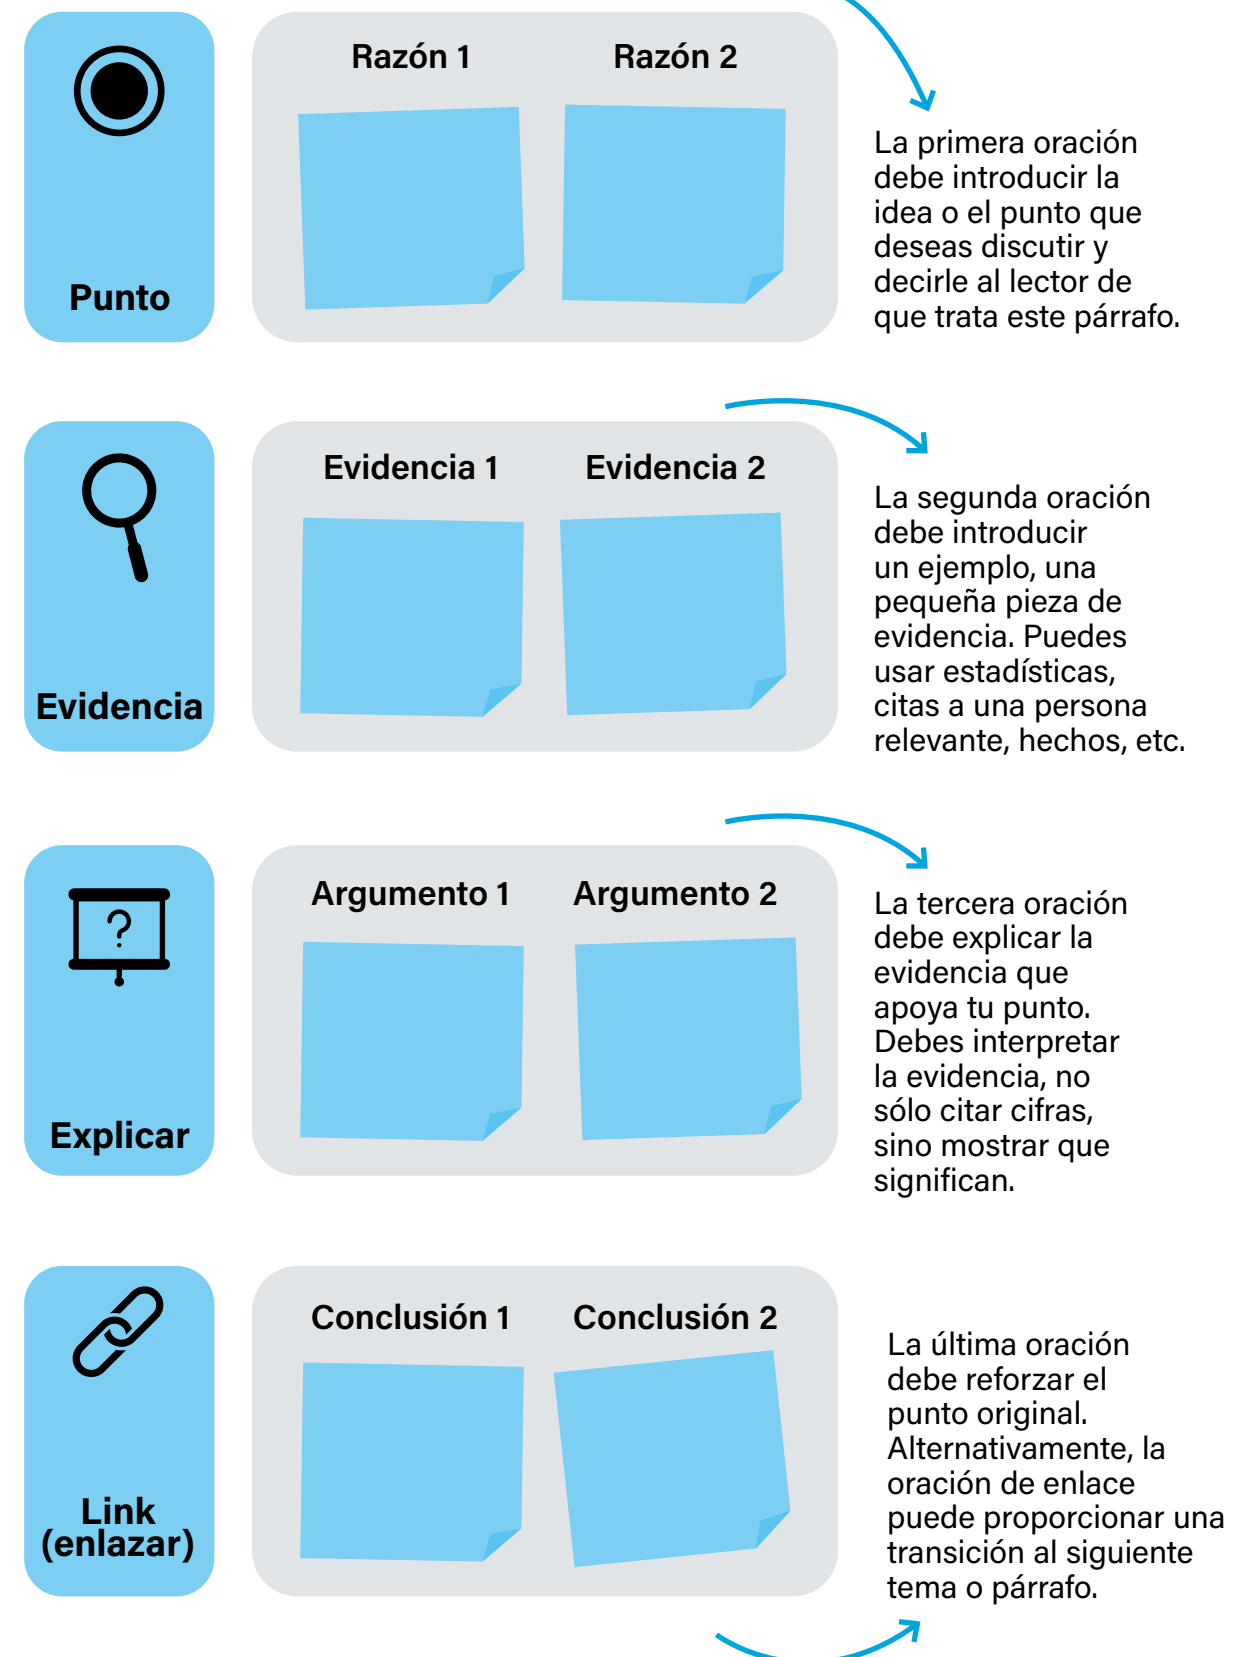 Punto
Razón 1
Razón 2
La primera oración
debe introducir la
idea o el punto que
deseas discutir y
decirle al lector de
que trata este párrafo.
Evidencia
Evidencia 1
Evidencia 2
La segunda oración
debe introducir
un ejemplo, una
pequeña pieza de
evidencia. Puedes
usar estadísticas,
citas a una persona
relevante, hechos, etc.
?
Explicar
Argumento 1
Argumento 2
La tercera oración
debe explicar la
evidencia que
apoya tu punto.
Debes interpretar
la evidencia, no
sólo citar cifras,
sino mostrar que
significan.
Link
(enlazar)
Conclusión 1
Conclusión 2
La última oración
debe reforzar el
punto original.
Alternativamente, la
oración de enlace
puede proporcionar una
transición al siguiente
tema o párrafo.